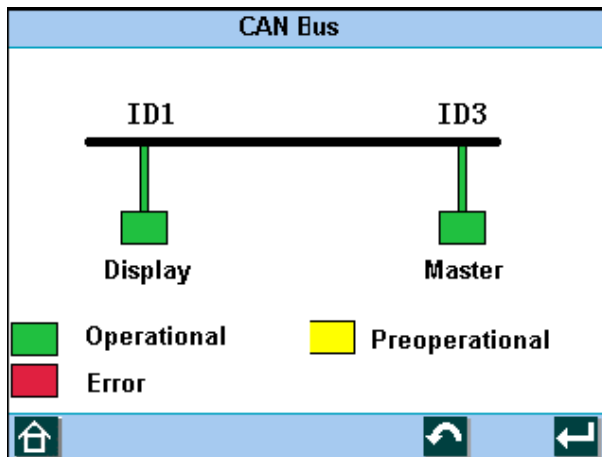 CAN Bus
ID1 ID3
Display Master
Operational Preoperational
Error